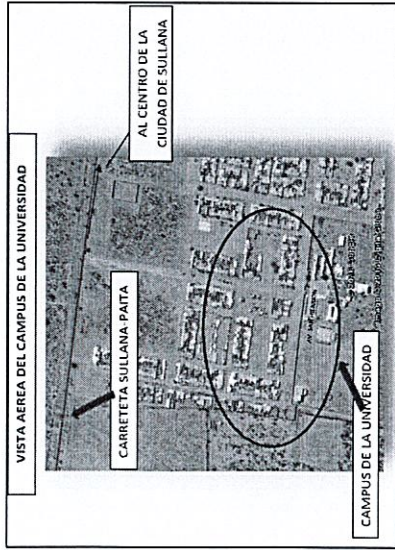 VISTA AEREA DEL CAMPUS DE LA UNIVERSIDAD
AL CENTRO DE LA
CIUDAD DE SULLANA
CARRETETA SULLANA-PAITA
CAMPUS DE LA UNIVERSIDAD